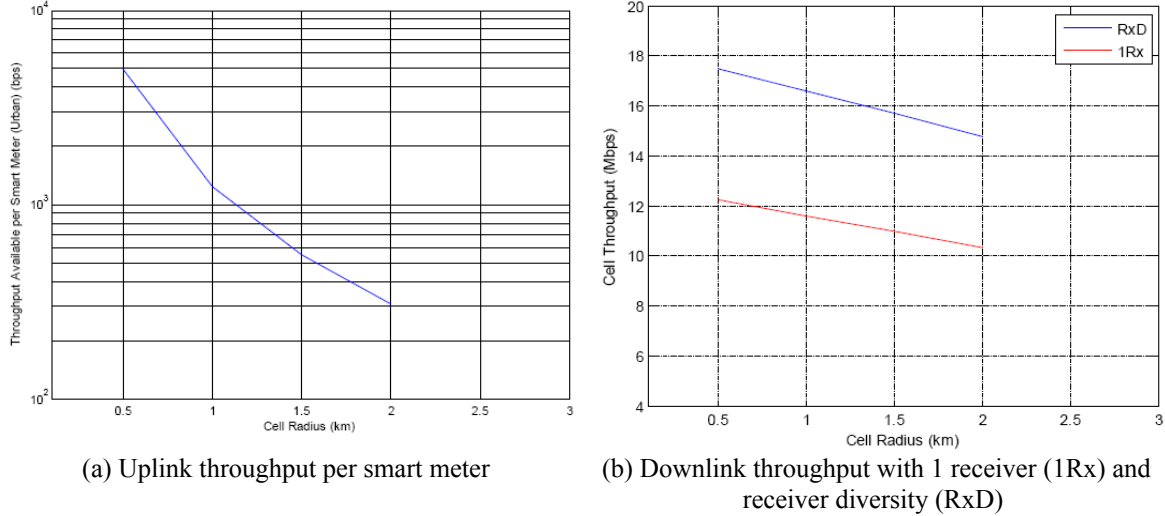 10^4
10^3
10^2
Throughput Available per Smart Meter (Urban) (bps)
0.5 1 1.5 2 2.5 3
Cell Radius (km)
(a) Uplink throughput per smart meter
20
18
16
14
12
10
8
6
4
Cell Throughput (Mbps)
RxD
1Rx
0.5 1 1.5 2 2.5 3
Cell Radius (km)
(b) Downlink throughput with 1 receiver (1Rx) and
receiver diversity (RxD)